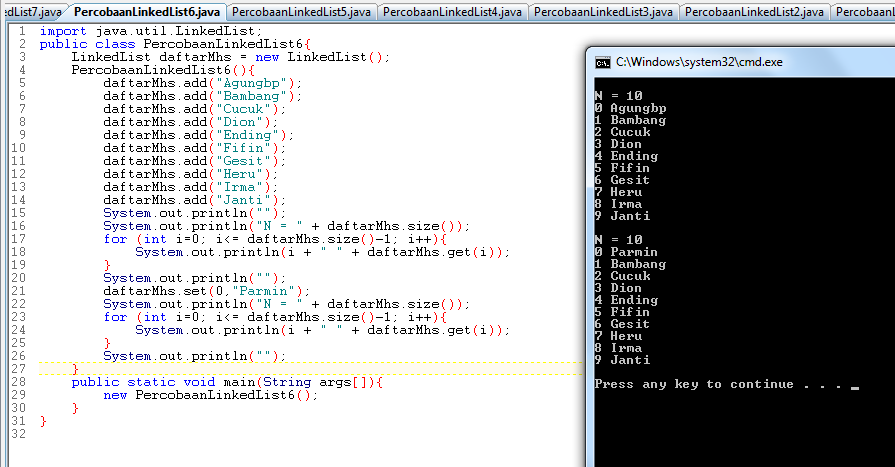 edList7.java PercobaanLinkedList6.java PercobaanLinkedList5.java PercobaanLinkedList4.java PercobaanLinkedList3.java PercobaanLinkedList2.java Percobaan
1 import java.util.LinkedList;
2 public class PercobaanLinkedList6{
3 LinkedList daftarMhs = new LinkedList();
4 PercobaanLinkedList6(){
5 daftarMhs.add("Agungbp");
6 daftarMhs.add("Bambang");
7 daftarMhs.add("Cucuk");
8 daftarMhs.add("Dion");
9 daftarMhs.add("Ending");
10 daftarMhs.add("Fifin");
11 daftarMhs.add("Gesit");
12 daftarMhs.add("Heru");
13 daftarMhs.add("Irma");
14 daftarMhs.add("Janti");
15 System.out.println("");
16 System.out.println("N = " + daftarMhs.size());
17 for (int i=0; i<= daftarMhs.size()-1; i++){
18 System.out.println(i + " " + daftarMhs.get(i));
19 }
20 System.out.println("");
21 daftarMhs.set(0,"Parmin");
22 System.out.println("N = " + daftarMhs.size());
23 for (int i=0; i<= daftarMhs.size()-1; i++){
24 System.out.println(i + " " + daftarMhs.get(i));
25 }
26 System.out.println("");
27 }
28 public static void main(String args[]){
29 new PercobaanLinkedList6();
30 }
31 }
32
C:\Windows\system32\cmd.exe
N = 10
0 Agungbp
1 Bambang
2 Cucuk
3 Dion
4 Ending
5 Fifin
6 Gesit
7 Heru
8 Irma
9 Janti
N = 10
0 Parmin
1 Bambang
2 Cucuk
3 Dion
4 Ending
5 Fifin
6 Gesit
7 Heru
8 Irma
9 Janti
Press any key to continue . . . _